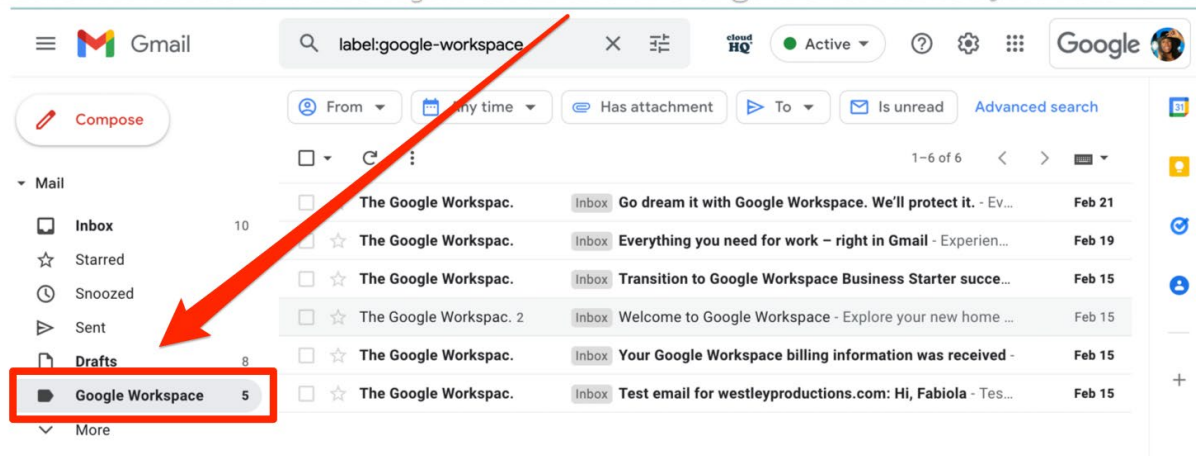 Gmail
label:google-workspace
cloud
HQ
Active
Google
Compose
From
Any time
Has attachment
To
Is unread
Advanced search
31
1–6 of 6
Mail
Inbox 10
Starred
Snoozed
Sent
Drafts 8
Google Workspace 5
More
The Google Workspac. Inbox Go dream it with Google Workspace. We’ll protect it. - Ev... Feb 21
The Google Workspac. Inbox Everything you need for work – right in Gmail - Experien... Feb 19
The Google Workspac. Inbox Transition to Google Workspace Business Starter succe... Feb 15
The Google Workspac. 2 Inbox Welcome to Google Workspace - Explore your new home ... Feb 15
The Google Workspac. Inbox Your Google Workspace billing information was received - Feb 15
The Google Workspac. Inbox Test email for westleyproductions.com: Hi, Fabiola - Tes... Feb 15